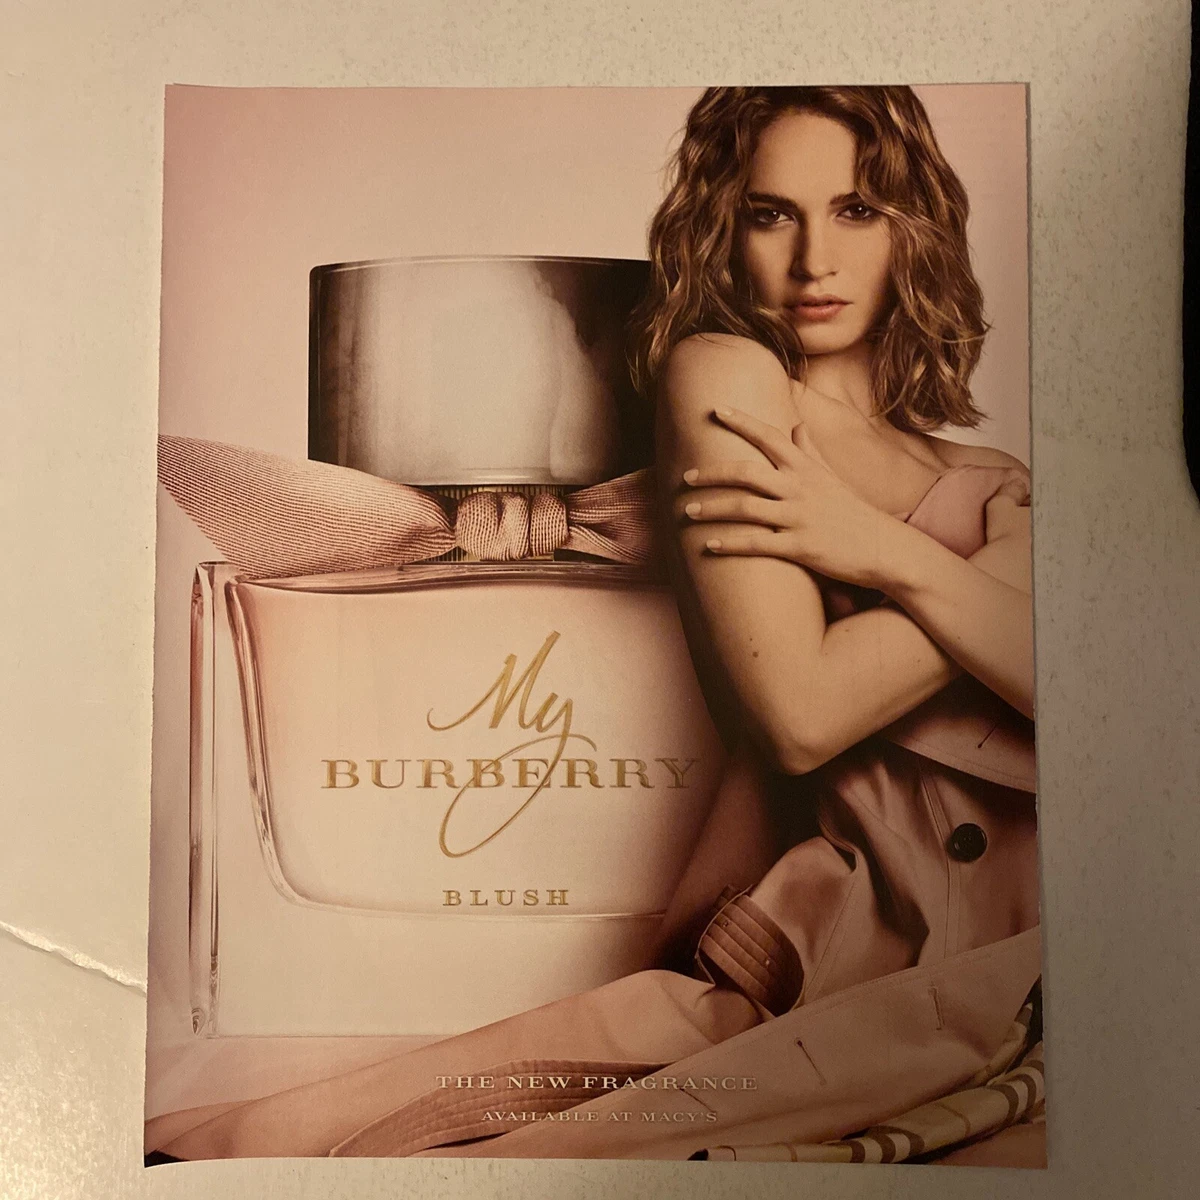 My
BURBERRY
BLUSH
THE NEW FRAGRANCE
AVAILABLE AT MACY'S